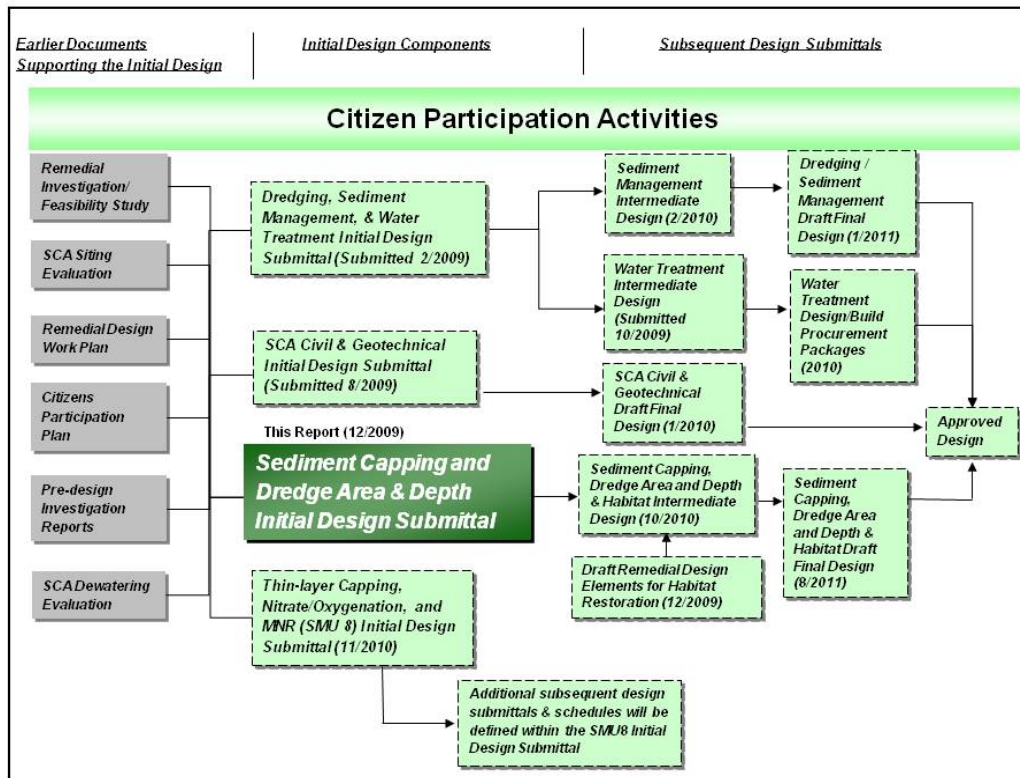 Earlier Documents
Supporting the Initial Design
Initial Design Components
Subsequent Design Submittals
Citizen Participation Activities
Remedial
Investigation/
Feasibility Study
SCA Siting
Evaluation
Remedial Design
Work Plan
Citizens
Participation
Plan
Pre-design
Investigation
Reports
SCA Dewatering
Evaluation
Dredging, Sediment
Management, & Water
Treatment Initial Design
Submittal (Submitted 2/2009)
SCA Civil & Geotechnical
Initial Design Submittal
(Submitted 8/2009)
This Report (12/2009)
Sediment Capping and
Dredge Area & Depth
Initial Design Submittal
Thin-layer Capping,
Nitrate/Oxygenation, and
MNR (SMU 8) Initial Design
Submittal (11/2010)
Sediment
Management
Intermediate
Design (2/2010)
Water Treatment
Intermediate
Design
(Submitted
10/2009)
SCA Civil &
Geotechnical
Draft Final
Design (1/2010)
Sediment Capping,
Dredge Area and Depth
& Habitat Intermediate
Design (10/2010)
Draft Remedial Design
Elements for Habitat
Restoration (12/2009)
Additional subsequent design
submittals & schedules will be
defined within the SMU8 Initial
Design Submittal
Dredging /
Sediment
Management
Draft Final
Design (1/2011)
Water
Treatment
Design/Build
Procurement
Packages
(2010)
Approved
Design
Sediment
Capping,
Dredge Area
and Depth &
Habitat Draft
Final Design
(8/2011)